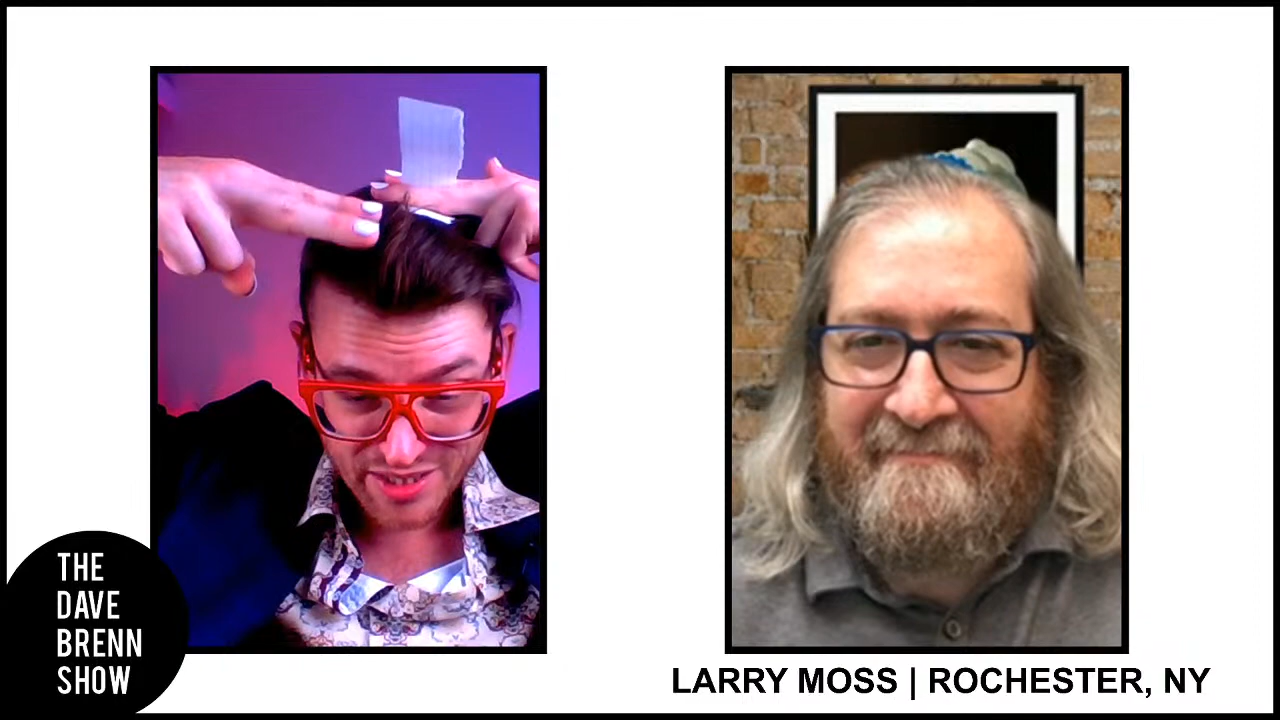 THE
DAVE
BRENN
SHOW
LARRY MOSS | ROCHESTER, NY